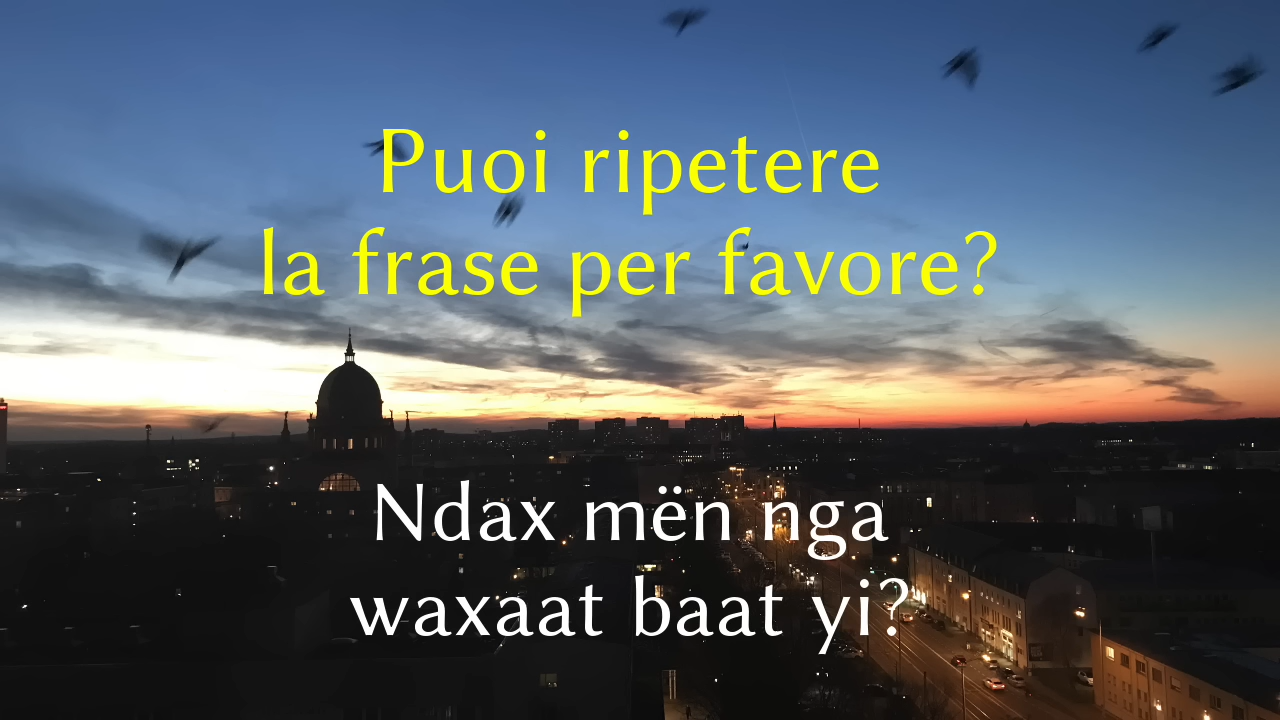 Puoi ripetere
la frase per favore?
Ndax mën nga
waxaat baat yi?